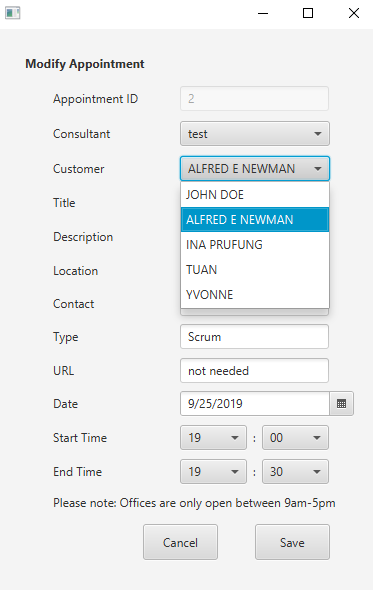 Modify Appointment
Appointment ID 2
Consultant test
Customer ALFRED E NEWMAN
JOHN DOE
Title
ALFRED E NEWMAN
Description
INA PRUFUNG
Location
TUAN
Contact
YVONNE
Type Scrum
URL not needed
Date 9/25/2019
Start Time 19 : 00
End Time 19 : 30
Please note: Offices are only open between 9am-5pm
Cancel Save